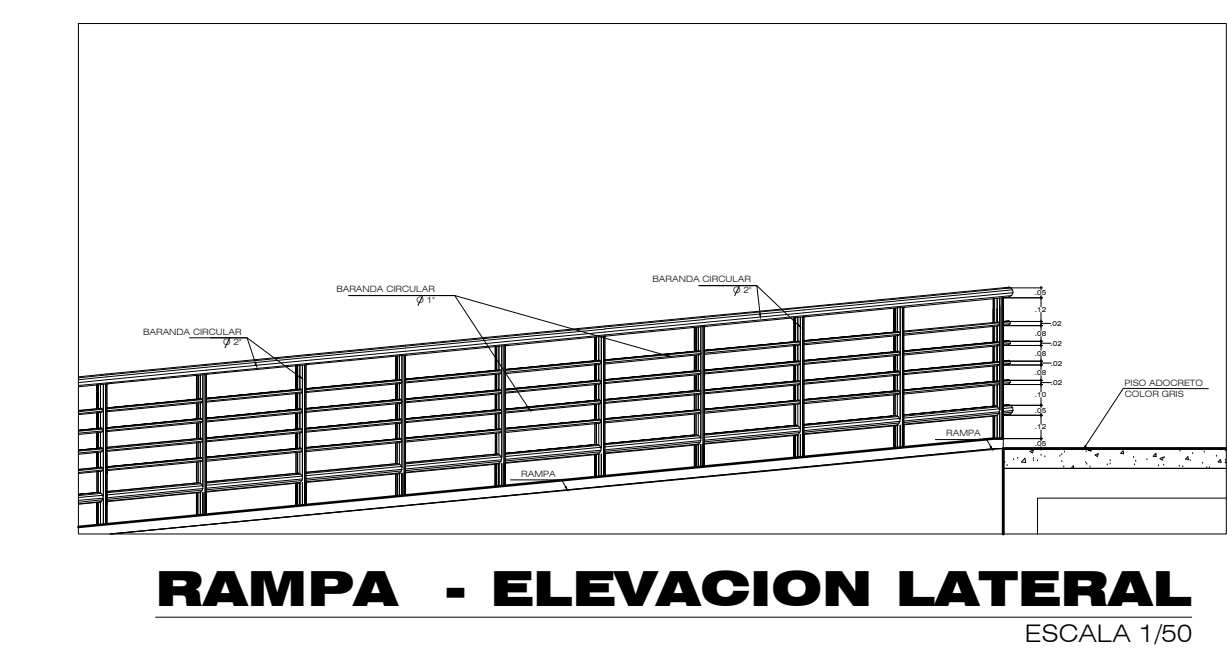 BARANDA CIRCULAR
Ø 2"
BARANDA CIRCULAR
Ø 1"
BARANDA CIRCULAR
Ø 2"
.05
.12
.02
.08
.02
.08
.02
.08
.02
.10
.05
.12
.05
RAMPA
RAMPA
PISO ADOCRETO
COLOR GRIS
RAMPA - ELEVACION LATERAL
ESCALA 1/50